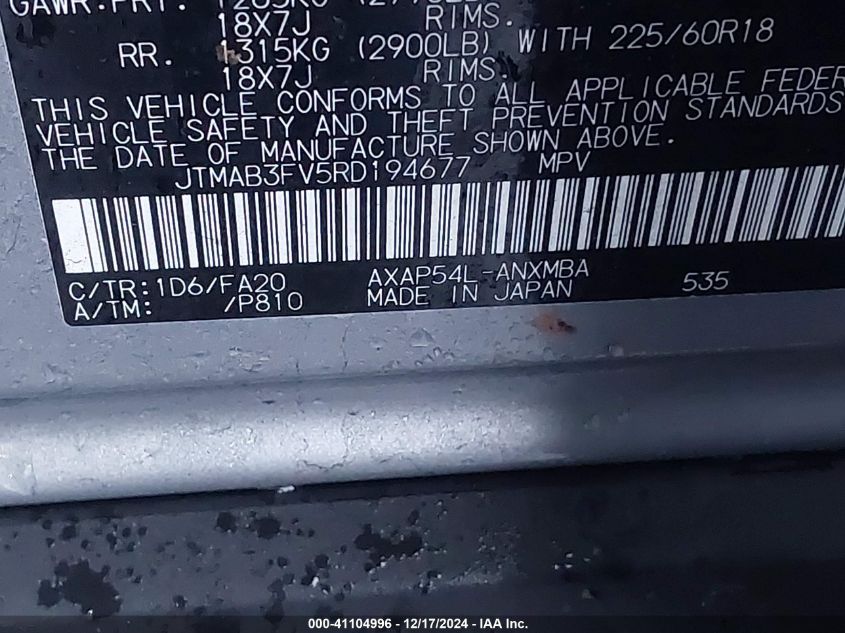 18X7J RIMS.
RR. 1315KG (2900LB) WITH 225/60R18
18X7J RIMS.
THIS VEHICLE CONFORMS TO ALL APPLICABLE FEDER
VEHICLE SAFETY AND THEFT PREVENTION STANDARDS
THE DATE OF MANUFACTURE SHOWN ABOVE.
JTMAB3FV5RD194677 MPV
C/TR:1D6/FA20 AXAP54L-ANXMBA 535
A/TM: /P810 MADE IN JAPAN
000-41104996 - 12/17/2024 - IAA Inc.